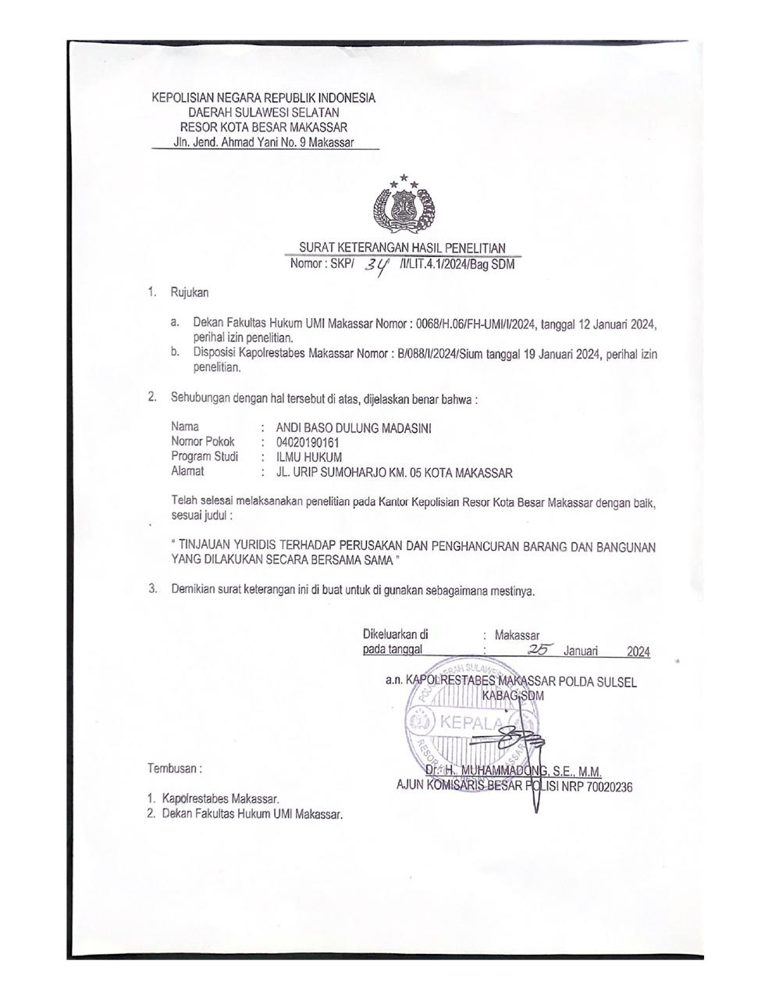 KEPOLISIAN NEGARA REPUBLIK INDONESIA
DAERAH SULAWESI SELATAN
RESOR KOTA BESAR MAKASSAR
Jln. Jend. Ahmad Yani No. 9 Makassar
SURAT KETERANGAN HASIL PENELITIAN
Nomor : SKP/ 34 /I/LIT.4.1/2024/Bag SDM
1. Rujukan
a. Dekan Fakultas Hukum UMI Makassar Nomor : 0068/H.06/FH-UMI/I/2024, tanggal 12 Januari 2024,
perihal izin penelitian.
b. Disposisi Kapolrestabes Makassar Nomor : B/088/I/2024/Sium tanggal 19 Januari 2024, perihal izin
penelitian.
2. Sehubungan dengan hal tersebut di atas, dijelaskan benar bahwa :
Nama : ANDI BASO DULUNG MADASINI
Nomor Pokok : 04020190161
Program Studi : ILMU HUKUM
Alamat : JL. URIP SUMOHARJO KM. 05 KOTA MAKASSAR
Telah selesai melaksanakan penelitian pada Kantor Kepolisian Resor Kota Besar Makassar dengan baik,
sesuai judul :
" TINJAUAN YURIDIS TERHADAP PERUSAKAN DAN PENGHANCURAN BARANG DAN BANGUNAN
YANG DILAKUKAN SECARA BERSAMA SAMA "
3. Demikian surat keterangan ini di buat untuk di gunakan sebagaimana mestinya.
Dikeluarkan di : Makassar
pada tanggal : 25 Januari 2024
a.n. KAPOLRESTABES MAKASSAR POLDA SULSEL
KABAG SDM
KEPALA
Dr. H. MUHAMMADONG, S.E., M.M.
AJUN KOMISARIS BESAR POLISI NRP 70020236
Tembusan :
1. Kapolrestabes Makassar.
2. Dekan Fakultas Hukum UMI Makassar.